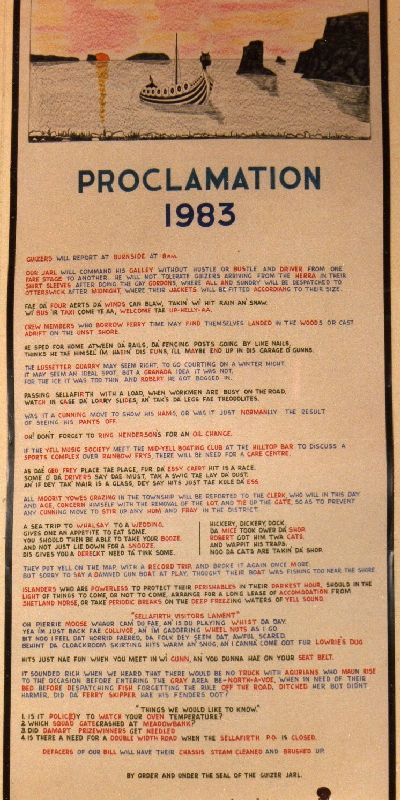 PROCLAMATION
1983
GUIZERS WILL REPORT AT BURNSIDE AT 8A.M.
OUR JARL WILL COMMAND HIS GALLEY WITHOUT HUSTLE OR BUSTLE AND DRIVER FROM ONE
FARE STAGE TO ANOTHER. HE WILL NOT TOLERATE GUIZERS ARRIVING FROM THE HERRA IN THEIR
SHIRT SLEEVES AFTER DOING THE GAY GORDONS, WHERE ALL AND SUNDRY WILL BE DESPATCHED TO
OTTERSWICK AFTER MIDNIGHT, WHERE THEIR JACKETS WILL BE FITTED ACCORDIANG TO THEIR SIZE.
FAE DA FOUR AERTS DA WINDS CAN BLAW, TAKIN' WI HIT RAIN AN' SNAW.
WI BUS 'IR TAXI COME YE AA, WELCOME TAE UP-HELLY-AA.
CREW MEMBERS WHO BORROW FERRY TIME MAY FIND THEMSELVES LANDED IN THE WOODS OR CAST
ADRIFT ON THE UNST SHORE.
HE SPED FOR HOME ATWEEN DA RAILS, DA FENCING POSTS GOING BY LIKE NAILS,
THINKS HE TAE HIMSEL I'M HAEIN DIS FUNS, I'LL MAYBE END UP IN DIS GARAGE O'GUNNS.
THE LUSSETTER QUARRY MAY SEEM RIGHT, TO GO COURTING ON A WINTER NIGHT.
IT MAY SEEM AN IDEAL SPOT, BUT A GRANADA IDEA IT WAS NOT,
FOR THE ICE IT WAS TOO THIN AND ROBERT HE GOT BOGGED IN.
PASSING SELLAFIRTH WITH A LOAD, WHEN WORKMEN ARE BUSY ON THE ROAD,
WATCH IN CASE DA LORRY SLICES, AN' TAK'S DA LEGS FAE THEODOLITES.
WAS IT A CUNNING MOVE TO SHOW HIS HAMS, OR WAS IT JUST NORMANLLY THE RESULT
OF SEEING HIS PANTS OFF.
OH! DON'T FORGET TO RING HENDERSONS FOR AN OIL CHANGE.
IF THE YELL MUSIC SOCIETY MEET THE MID-YELL BOATING CLUB AT THE HILLTOP BAR TO DISCUSS A
SPORTS COMPLEX OVER RAINBOW FRYS, THERE WILL BE NEED FOR A CARE CENTRE.
AS DAE GEO FREY PLACE TAE PLACE, FUR DA ESSY CAERT HIT IS A RACE.
SOME O' DA DRIVERS SAY DAE MUST, TAK A SWIG TAE LAY DA DUST;
AN IF DEY TAK' MAIR IS A GLASS, DEY SAY HITS JUST TAE KOLE DA ESS
ALL MOORIT YOWES GRAZING IN THE TOWNSHIP WILL BE REPORTED TO THE CLERK, WHO WILL IN THIS DAY
AND AGE, CONCERN HIMSELF WITH THE REMOVAL OF THE LOT, AND TIE UP THE GATE, SO AS TO PREVENT
ANY CUNNING MOVE TO STIR UP ANY HUM AND FRAY IN THE DISTRICT.
A SEA TRIP TO WHALSAY, TO A WEDDING,
GIVES ONE AN APPETITE TO EAT SOME.
YOU SHOULD THEN BE ABLE TO TAKE YOUR BOOZE,
AND NOT JUST LIE DOWN FOR A SNOOZE.
DIS GIVES YOU A DERECKT NEED TA TINK SOME.
HICKERY, DICKERY DOCK,
DA MICE TOOK OWER DA SHOP.
ROBERT GOT HIM TWA CATS,
AND WAPPIT HIS TRAPS.
NOO DA CATS ARE TAKIN' DA SHOP.
THEY PUT YELL ON THE MAP, WITH A RECORD TRIP, AND BROKE IT AGAIN ONCE MORE.
BUT SORRY TO SAY A DAMNED GUN BOAT AT PLAY, THOUGHT THEIR BOAT WAS FISHING TOO NEAR THE SHORE.
ISLANDERS WHO ARE POWERLESS TO PROTECT THEIR PERISHABLES IN THEIR DARKEST HOUR, SHOULD IN THE
LIGHT OF THINGS TO COME, OR NOT TO COME, ARRANGE FOR A LONG LEASE OF ACCOMODATION FROM
SHETLAND NORSE, OR TAKE PERIODIC BREAKS ON THE DEEP FREEZING WATERS OF YELL SOUND.
"SELLAFIRTH VISITORS LAMENT"
OH PIERRIE MOOSE WHAUR CAM DU FAE, AN IS DU PLAYING WHILST DA DAY.
YEA I'M JUST BACK FAE CULLIVOE, AN I'M GADDERING WHEEL NUTS AS I GO
BIT NOO I FEEL DAT HORRID FAERED, DA FOLK DEY SEEM DAT AWFUL SCARED.
BEHINT DA CLOACKROOM SKIRTING HITS WARM AN' SNUG, AN I CANNA COME OOT FUR LOWRIE'S DUG
HITS JUST NAE FUN WHEN YOU MEET IN WI GUNN, AN YOU DUNNA HAE ON YOUR SEAT BELT.
IT SOUNDED RICH WHEN WE HEARD THAT THERE WOULD BE NO TRUCK WITH AGURIANS WHO MAUN RISE
TO THE OCCASION BEFORE ENTERING THE GRAY AREA BE-NORTH-A-VOE, WHEN IN NEED OF THEIR
BED BEFORE DESPATCHING FISH FORGETTING THE RULE OFF THE ROAD, DITCHED HER BUT DIDNT
HARMER, DID DA FERRY SKIPPER HAE HIS FENDERS OOT?
"THINGS WE WOULD LIKE TO KNOW."
1. IS IT POLICE(D)Y TO WATCH YOUR OVEN TEMPERATURE?
2. WHICH SQUAD GATECRASHED AT MEADOWBANK?
3. DID DAMART PRIZEWINNERS GET NEEDLED
4. IS THERE A NEED FOR A DOUBLE WIDTH ROAD WHEN THE SELLAFIRTH P.O. IS CLOSED.
DEFACERS OF OUR BILL WILL HAVE THEIR CHASSIS STEAM CLEANED AND BRUSHED UP.
BY ORDER AND UNDER THE SEAL OF THE GUIZER JARL.